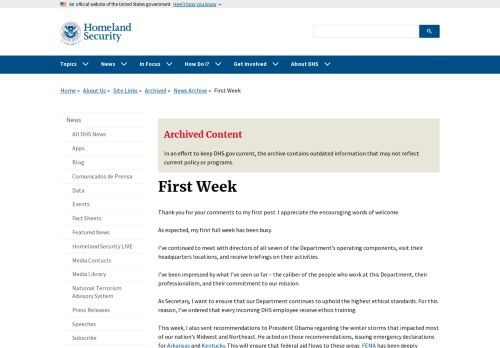 An official website of the United States government Here's how you know
Homeland
Security
Topics News In Focus How Do I? Get Involved About DHS
Home » About Us » Site Links » Archived » News Archive » First Week
News
All DHS News
Apps
Blog
Comunicados de Prensa
Data
Events
Fact Sheets
Featured News
Homeland Security LIVE
Media Contacts
Media Library
National Terrorism
Advisory System
Press Releases
Speeches
Subscribe
Archived Content
In an effort to keep DHS.gov current, the archive contains outdated information that may not reflect
current policy or programs.
First Week
Thank you for your comments to my first post. I appreciate the encouraging words of welcome.
As expected, my first full week has been busy.
I've continued to meet with directors of all seven of the Department's operating components, visit their
headquarters locations, and receive briefings on their activities.
I've been impressed by what I've seen so far - the caliber of the people who work at this Department, their
professionalism, and their commitment to our mission.
As Secretary, I want to ensure that our Department continues to uphold the highest ethical standards. For this
reason, I've ordered that every incoming DHS employee receive ethics training.
This week, I also sent recommendations to President Obama regarding the winter storms that impacted most
of our nation's Midwest and Northeast. He acted on those recommendations, issuing emergency declarations
for Arkansas and Kentucky. This will ensure that federal aid flows to these areas. FEMA has been deeply